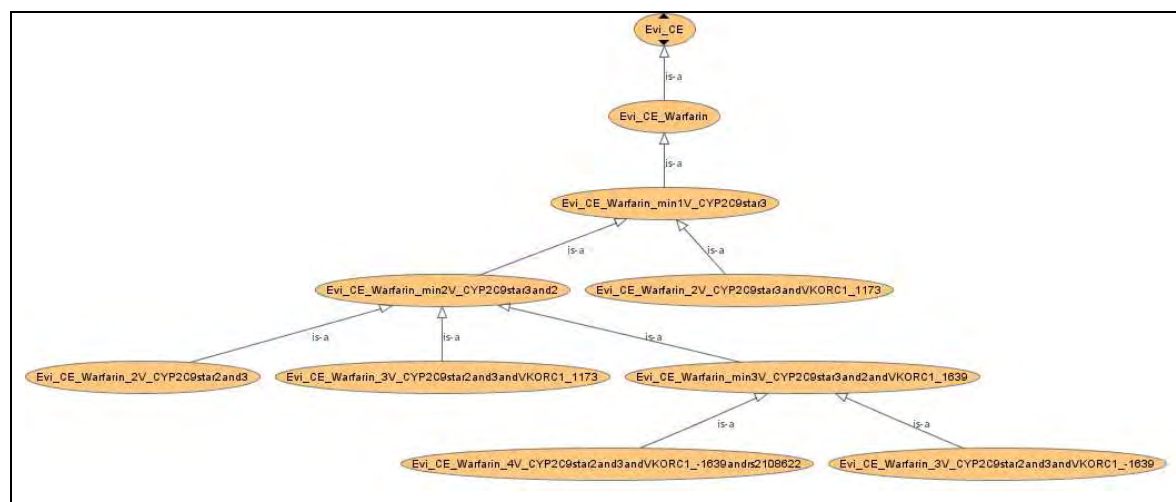 Evi_CE
is-a
Evi_CE_Warfarin
is-a
Evi_CE_Warfarin_min1V_CYP2C9star3
is-a
is-a
Evi_CE_Warfarin_min2V_CYP2C9star3and2
Evi_CE_Warfarin_2V_CYP2C9star3andVKORC1_1173
is-a
is-a
is-a
Evi_CE_Warfarin_2V_CYP2C9star2and3
Evi_CE_Warfarin_3V_CYP2C9star2and3andVKORC1_1173
Evi_CE_Warfarin_min3V_CYP2C9star3and2andVKORC1_1639
is-a
is-a
Evi_CE_Warfarin_4V_CYP2C9star2and3andVKORC1_-1639andrs2108622
Evi_CE_Warfarin_3V_CYP2C9star2and3andVKORC1_-1639